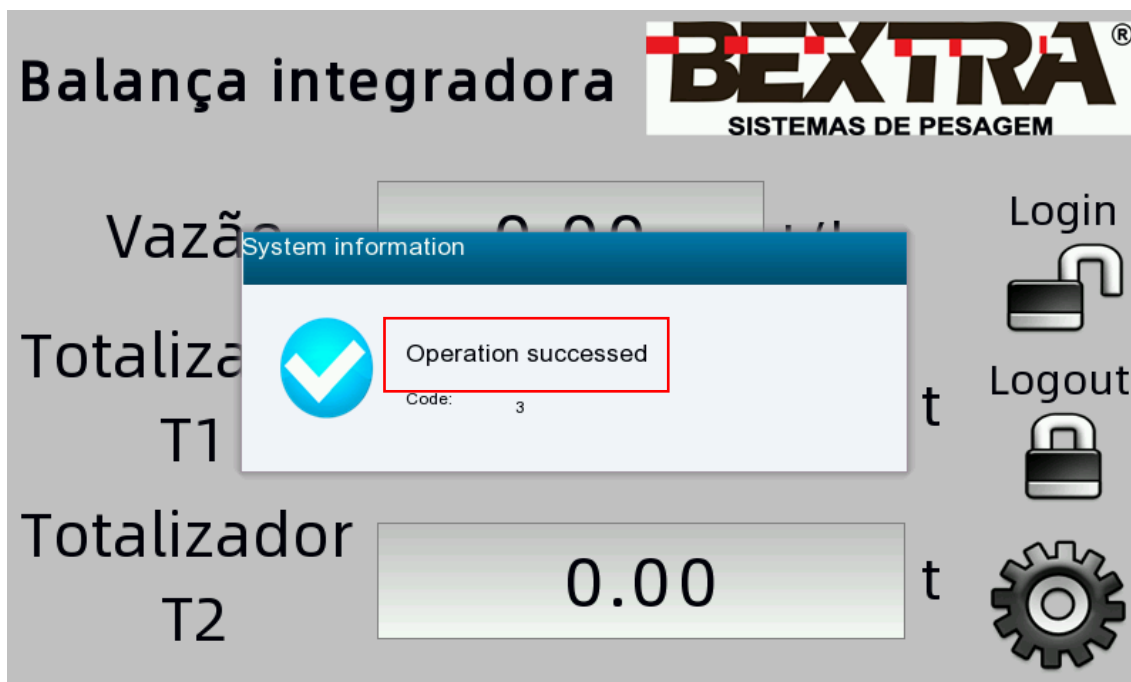 Balança integradora
BEXTRA®
SISTEMAS DE PESAGEM
Login
System information
Operation successed
Code: 3
t
Logout
T1
Totalizador
0.00
t
T2